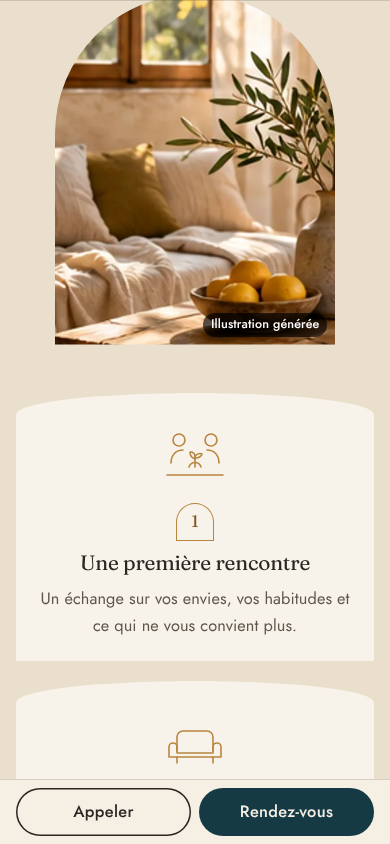 Illustration générée
1
Une première rencontre
Un échange sur vos envies, vos habitudes et
ce qui ne vous convient plus.
Appeler
Rendez-vous